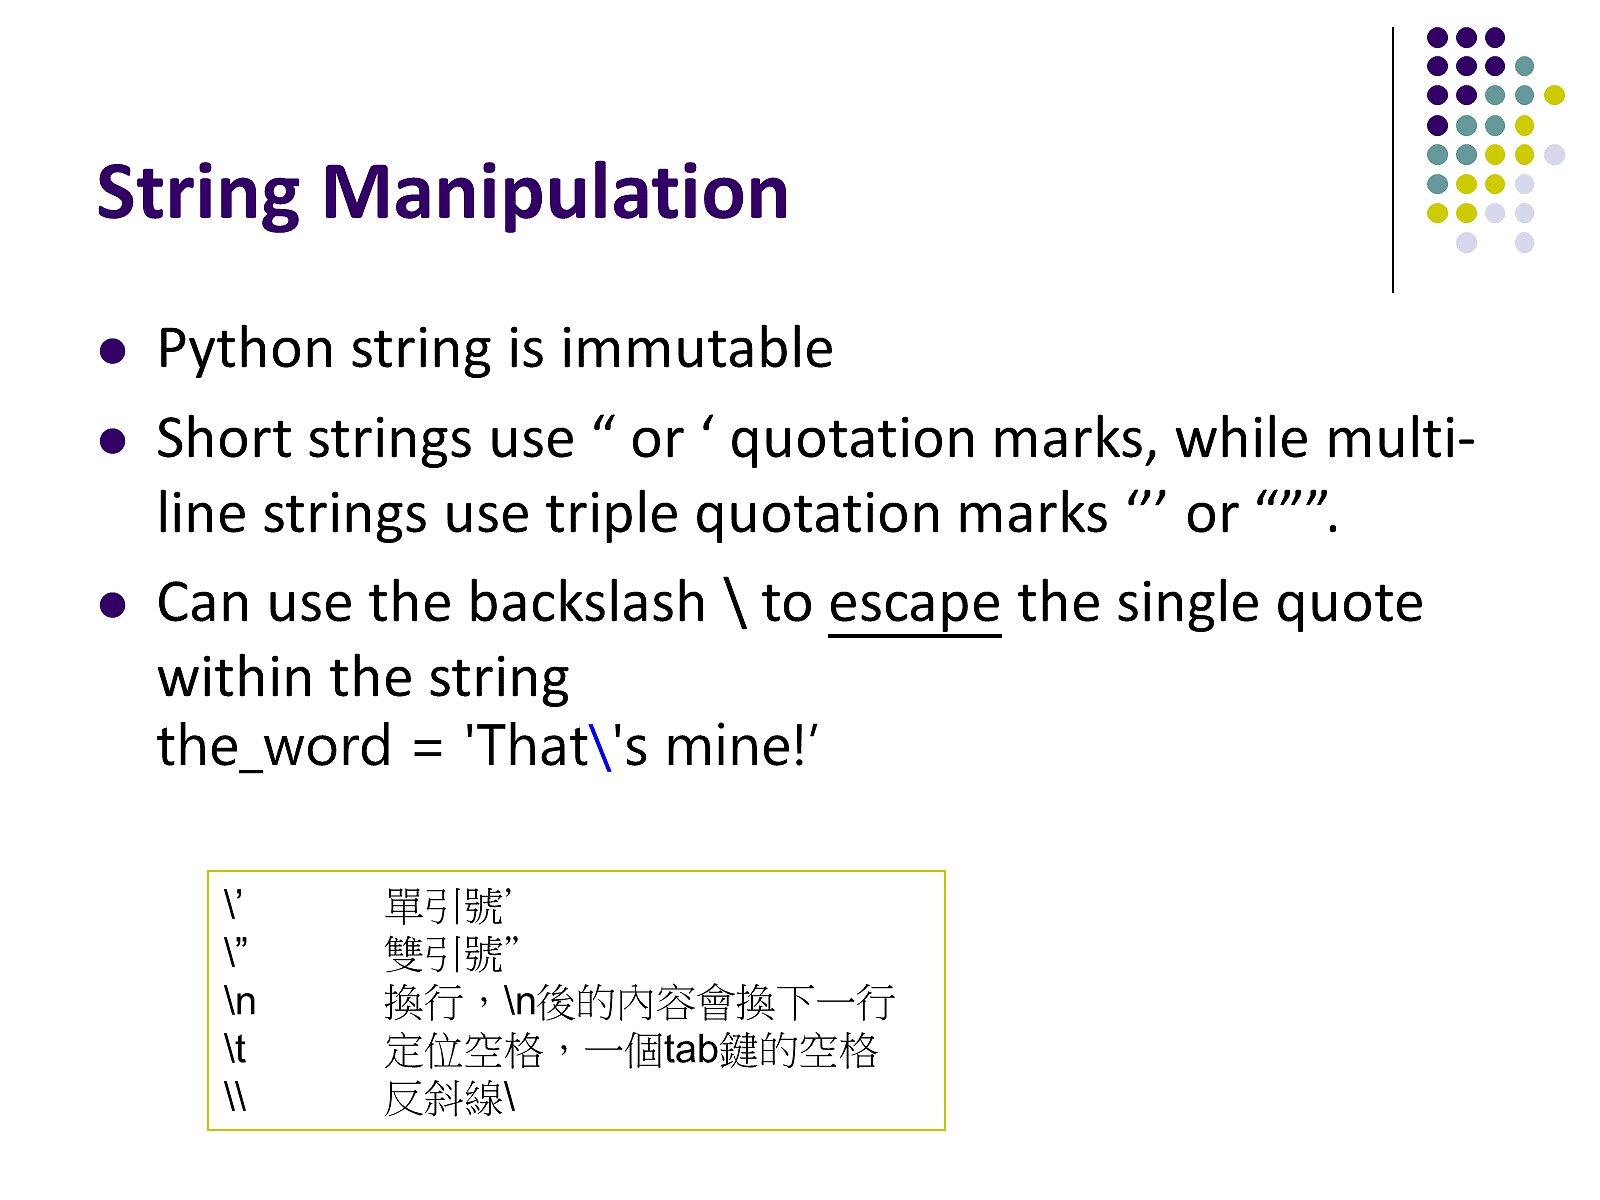 String Manipulation
Python string is immutable
Short strings use “ or ‘ quotation marks, while multi-
line strings use triple quotation marks ‘’’ or “””.
Can use the backslash \ to escape the single quote
within the string
the_word = 'That\'s mine!’
\’ 單引號’
\” 雙引號”
\n 換行，\n後的內容會換下一行
\t 定位空格，一個tab鍵的空格
\\ 反斜線\